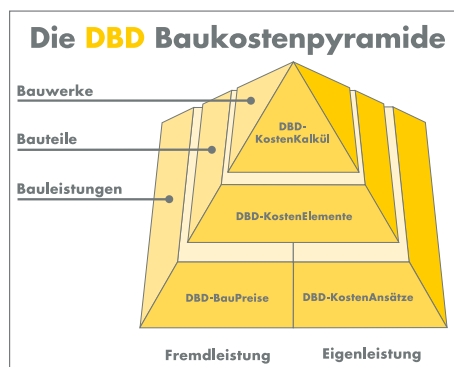 Die DBD Baukostenpyramide
Bauwerke
DBD-
KostenKalkül
Bauteile
Bauleistungen
DBD-KostenElemente
DBD-BauPreise
DBD-KostenAnsätze
Fremdleistung
Eigenleistung